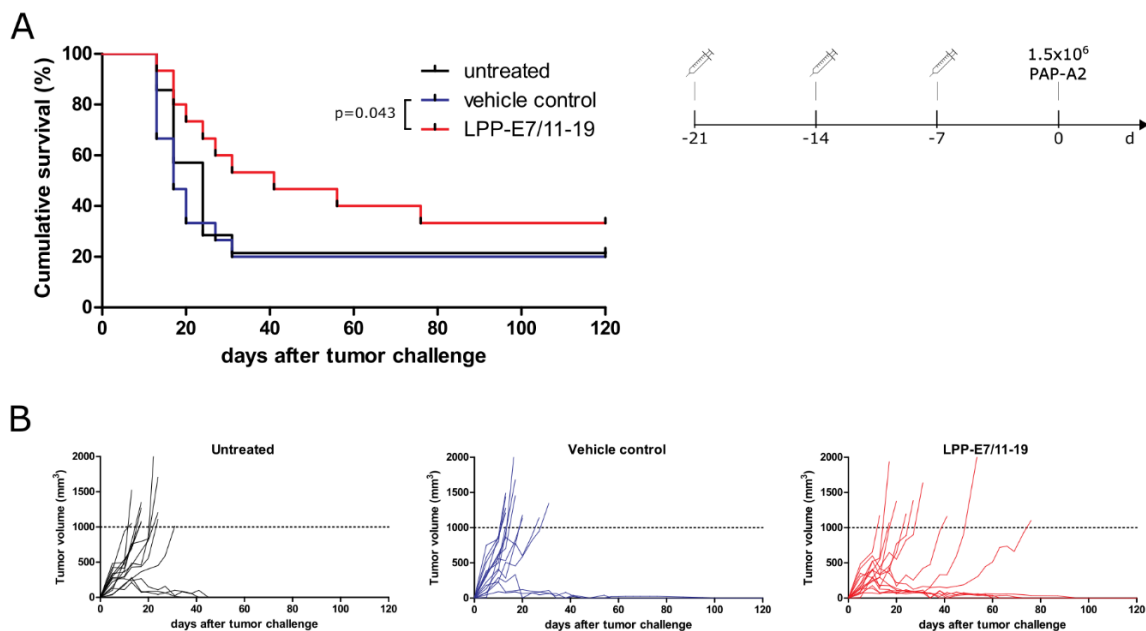 A
Cumulative survival (%)
100
80
60
40
20
0
0 20 40 60 80 100 120
days after tumor challenge
untreated
vehicle control
LPP-E7/11-19
p=0.043
1.5x10⁶
PAP-A2
-21 -14 -7 0 d
B
Untreated
Tumor volume (mm³)
2000
1500
1000
500
0
0 20 40 60 80 100 120
days after tumor challenge
Vehicle control
Tumor volume (mm³)
2000
1500
1000
500
0
0 20 40 60 80 100 120
days after tumor challenge
LPP-E7/11-19
Tumor volume (mm³)
2000
1500
1000
500
0
0 20 40 60 80 100 120
days after tumor challenge